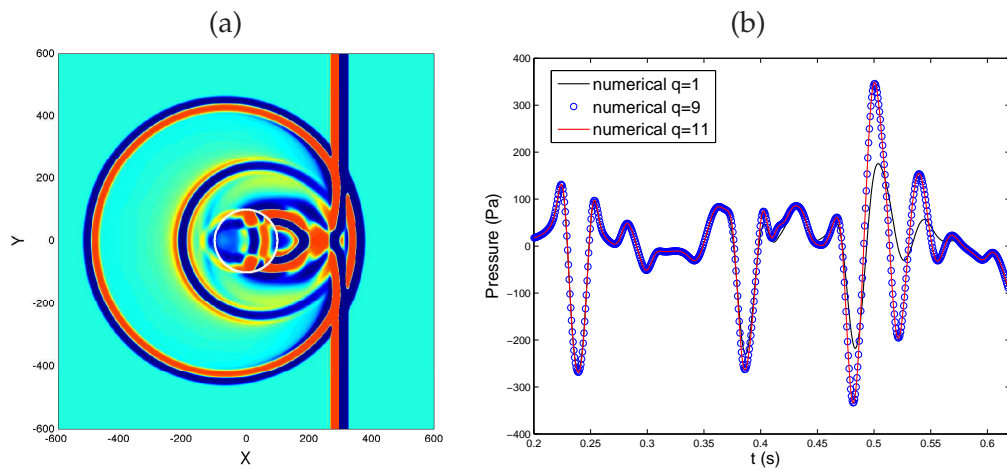 (a)
(b)
600
400
200
Y
0
-200
-400
-600
-600 -400 -200 0 200 400 600
X
400
300
200
100
0
-100
-200
-300
-400
Pressure (Pa)
numerical q=1
numerical q=9
numerical q=11
0.2 0.25 0.3 0.35 0.4 0.45 0.5 0.55 0.6
t (s)